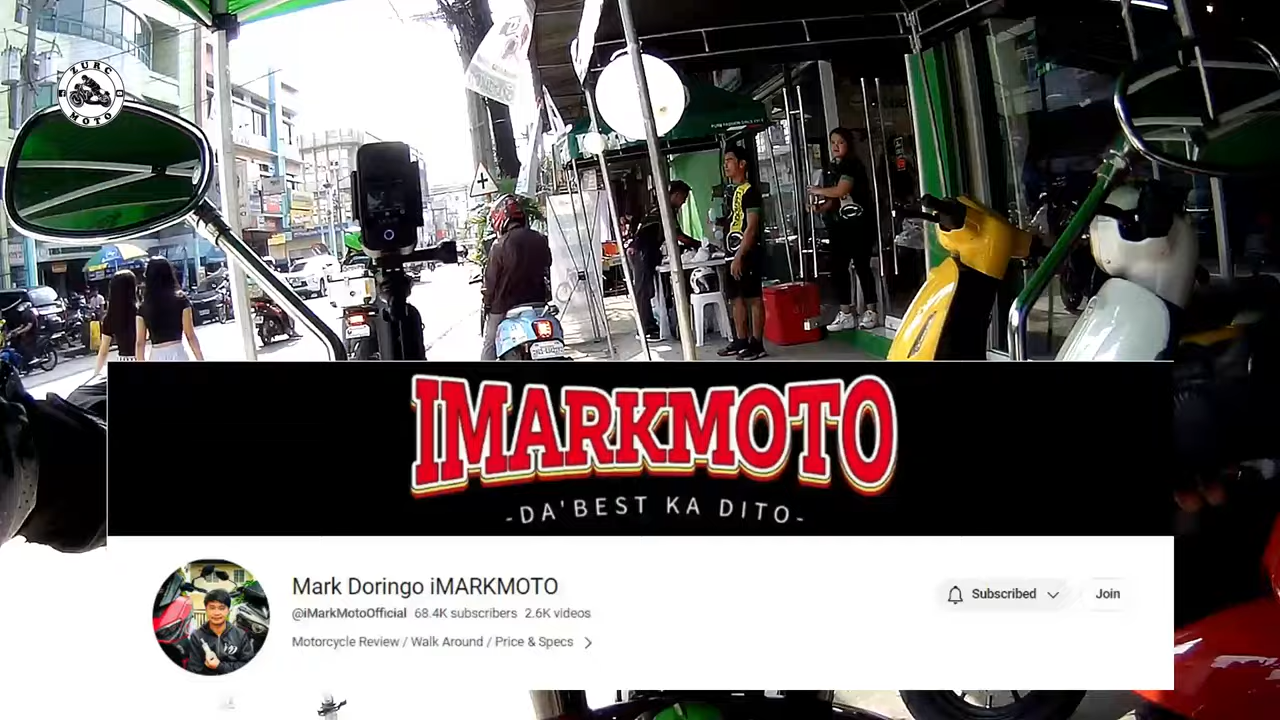 ZURC
MOTO
IMARKMOTO
-DA'BEST KA DITO-
Mark Doringo iMARKMOTO
@iMarkMotoOfficial 68.4K subscribers 2.6K videos
Motorcycle Review / Walk Around / Price & Specs
Subscribed
Join